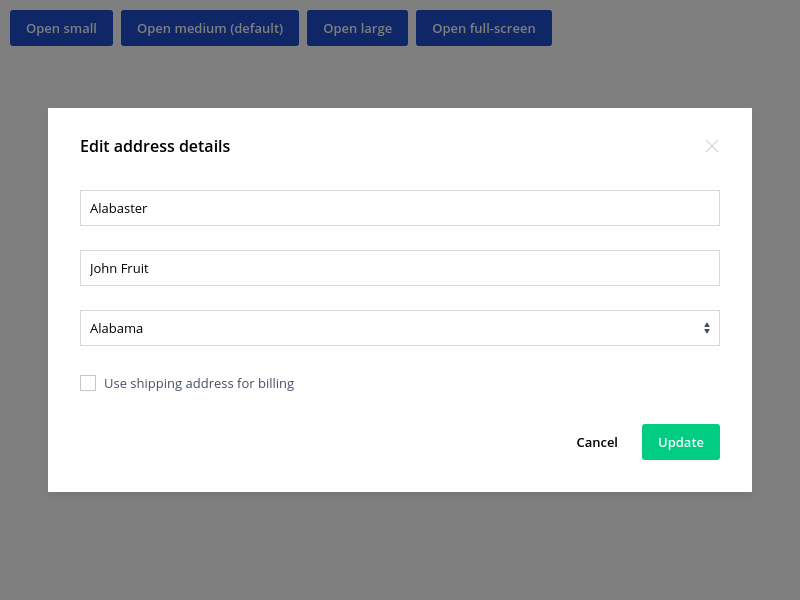 Open small
Open medium (default)
Open large
Open full-screen
Edit address details
Alabaster
John Fruit
Alabama
Use shipping address for billing
Cancel
Update